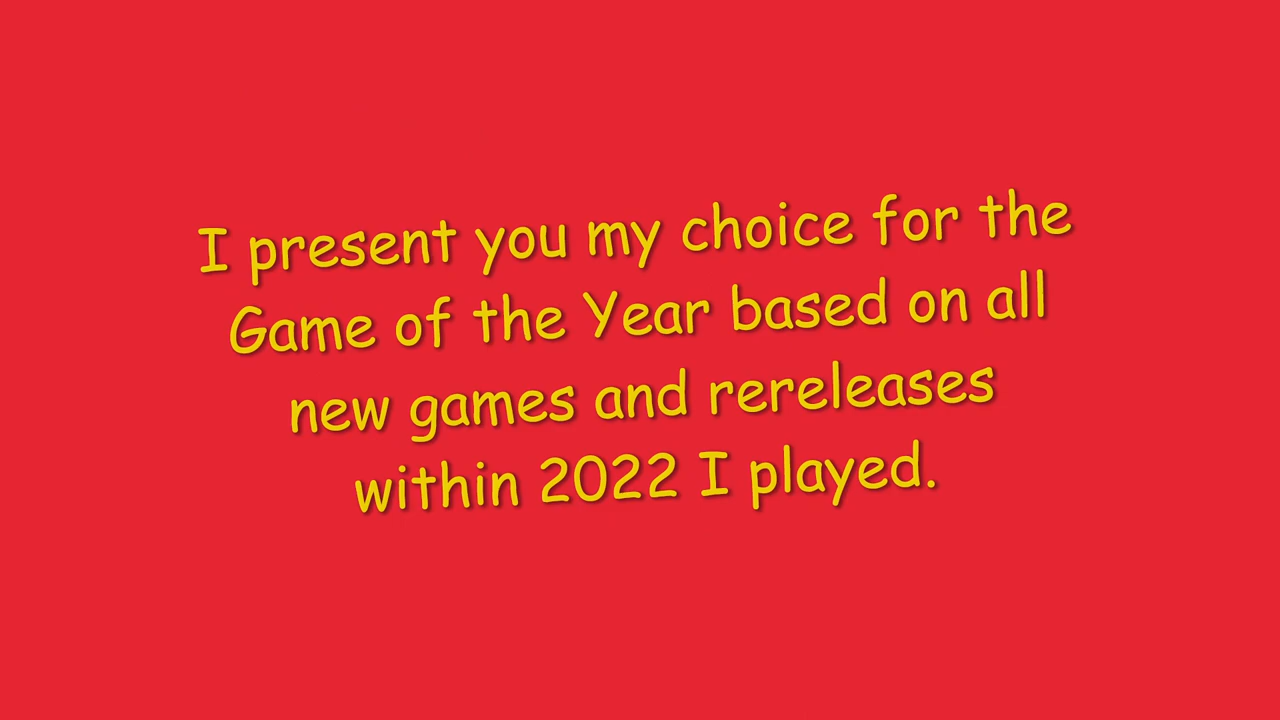 I present you my choice for the
Game of the Year based on all
new games and rereleases
within 2022 I played.